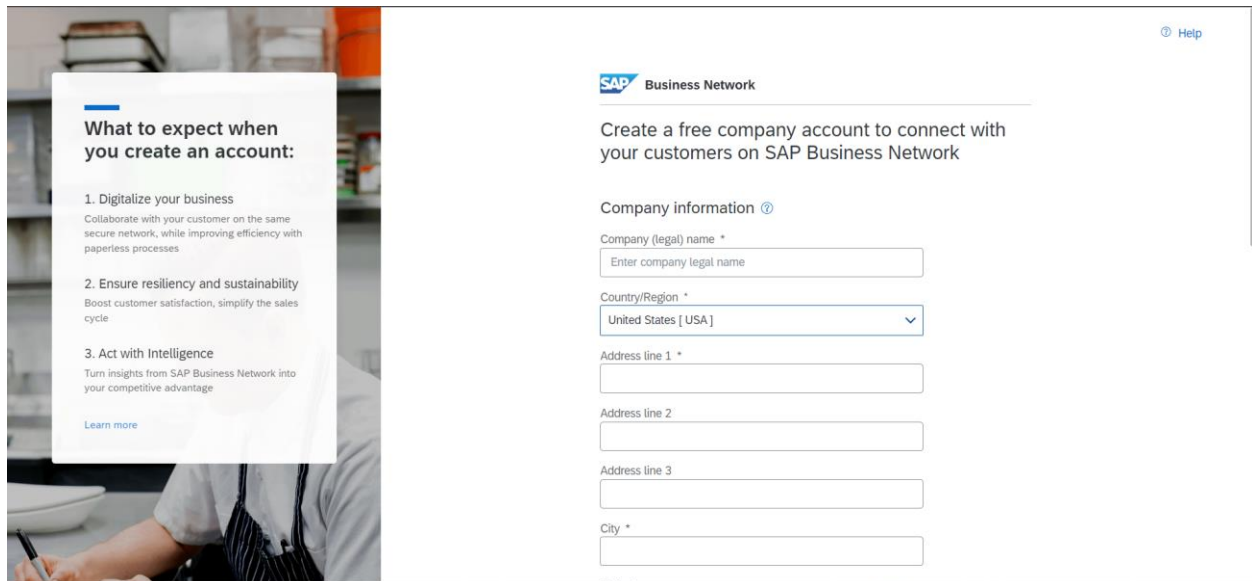 Help
What to expect when
you create an account:
1. Digitalize your business
Collaborate with your customer on the same
secure network, while improving efficiency with
paperless processes
2. Ensure resiliency and sustainability
Boost customer satisfaction, simplify the sales
cycle
3. Act with Intelligence
Turn insights from SAP Business Network into
your competitive advantage
Learn more
SAP Business Network
Create a free company account to connect with
your customers on SAP Business Network
Company information
Company (legal) name *
Enter company legal name
Country/Region *
United States [ USA ]
Address line 1 *
Address line 2
Address line 3
City *